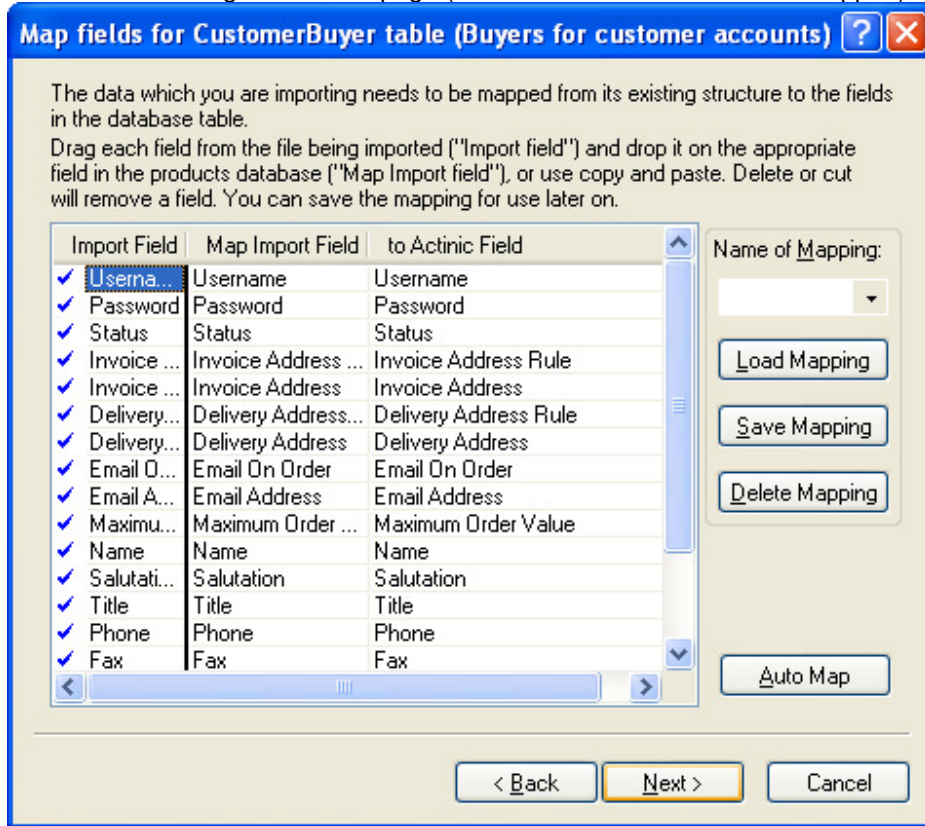 Map fields for CustomerBuyer table (Buyers for customer accounts)
The data which you are importing needs to be mapped from its existing structure to the fields
in the database table.
Drag each field from the file being imported ("Import field") and drop it on the appropriate
field in the products database ("Map Import field"), or use copy and paste. Delete or cut
will remove a field. You can save the mapping for use later on.
Import Field Map Import Field to Actinic Field
Userna... Username Username
Password Password Password
Status Status Status
Invoice ... Invoice Address ... Invoice Address Rule
Invoice ... Invoice Address Invoice Address
Delivery... Delivery Address... Delivery Address Rule
Delivery... Delivery Address Delivery Address
Email O... Email On Order Email On Order
Email A... Email Address Email Address
Maximu... Maximum Order ... Maximum Order Value
Name Name Name
Salutati... Salutation Salutation
Title Title Title
Phone Phone Phone
Fax Fax Fax
Name of Mapping:
Load Mapping
Save Mapping
Delete Mapping
Auto Map
< Back Next > Cancel